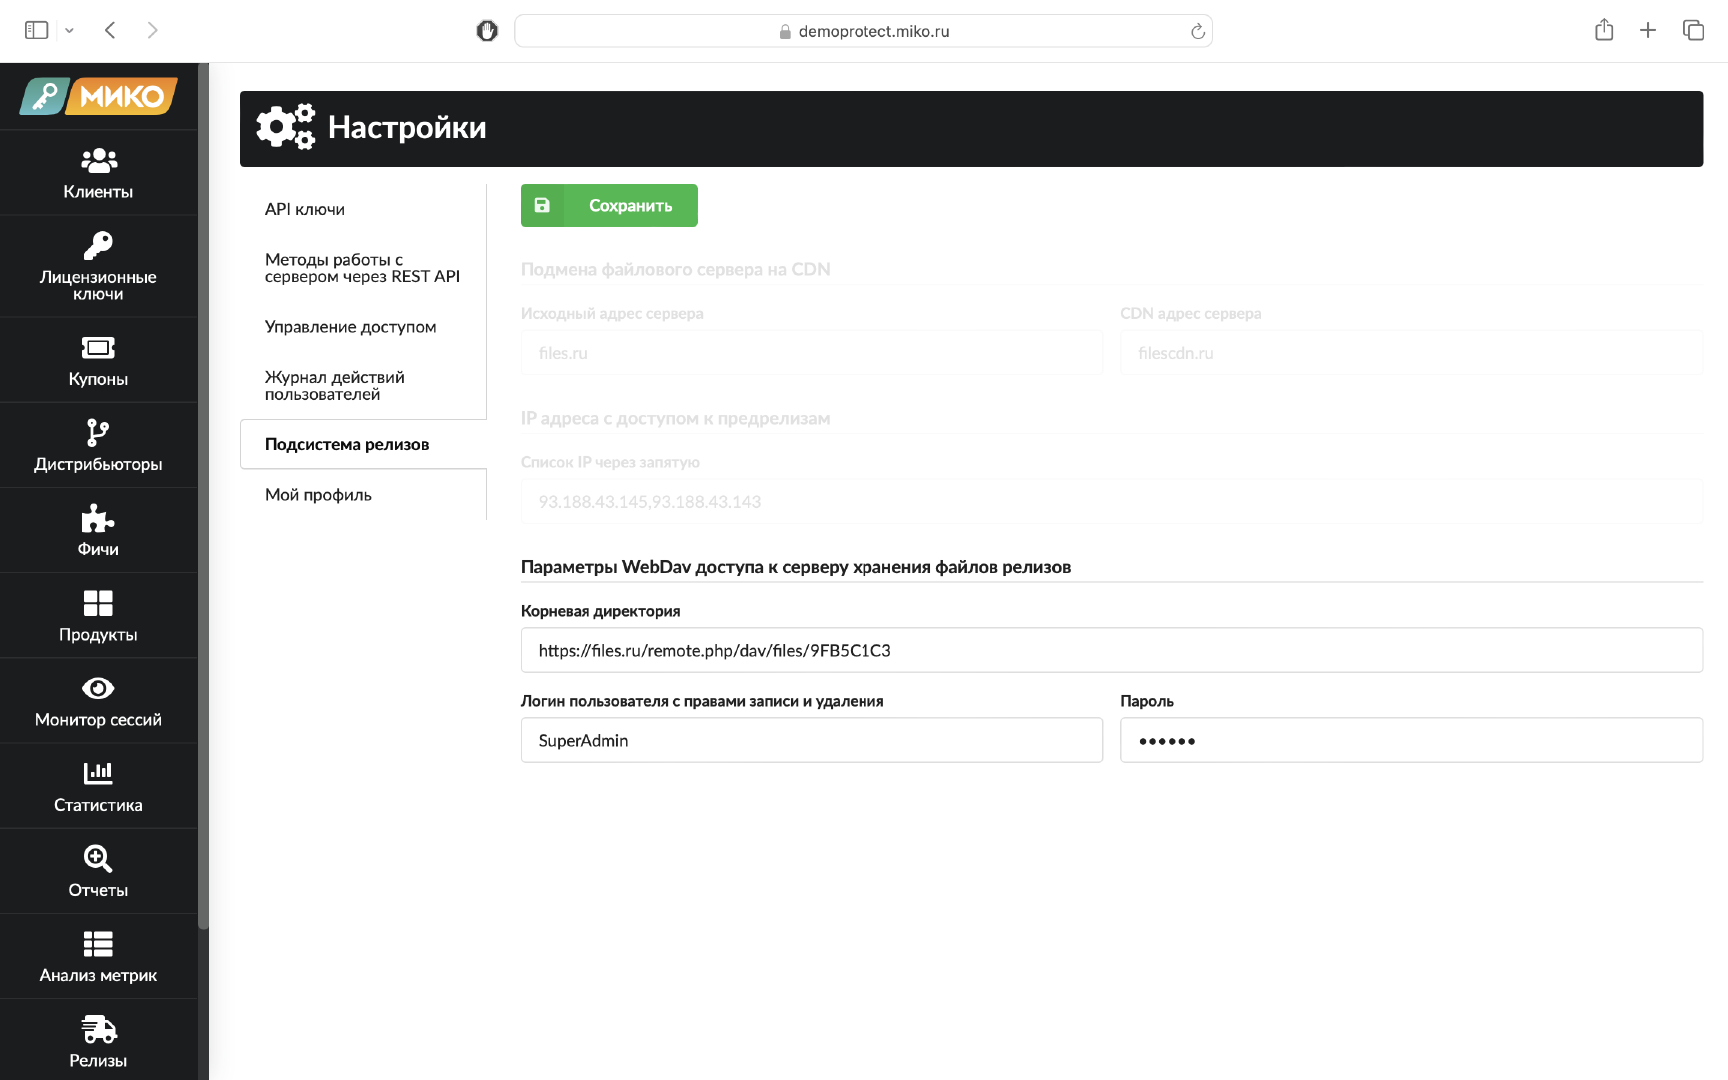 demoprotect.miko.ru
МИКО
Клиенты
Лицензионные
ключи
Купоны
Дистрибьюторы
Фичи
Продукты
Монитор сессий
Статистика
Отчеты
Анализ метрик
Релизы
Настройки
API ключи
Методы работы с
сервером через REST API
Управление доступом
Журнал действий
пользователей
Подсистема релизов
Мой профиль
Сохранить
Подмена файлового сервера на CDN
Исходный адрес сервера
CDN адрес сервера
files.ru
filescdn.ru
IP адреса с доступом к предрелизам
Список IP через запятую
93.188.43.145,93.188.43.143
Параметры WebDav доступа к серверу хранения файлов релизов
Корневая директория
https://files.ru/remote.php/dav/files/9FB5C1C3
Логин пользователя с правами записи и удаления
Пароль
SuperAdmin
••••••